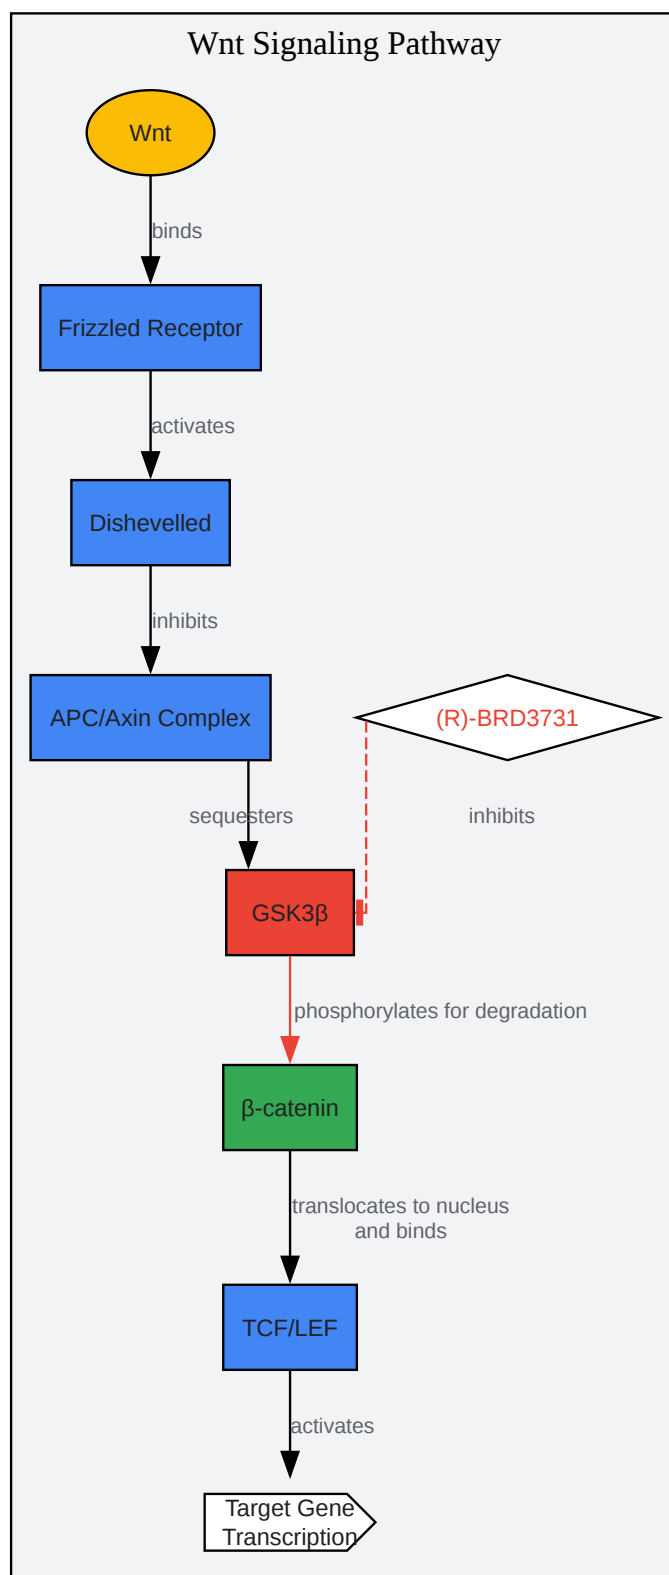 Wnt Signaling Pathway
Wnt
binds
Frizzled Receptor
activates
Dishevelled
inhibits
APC/Axin Complex
(R)-BRD3731
sequesters
inhibits
GSK3β
phosphorylates for degradation
β-catenin
translocates to nucleus
and binds
TCF/LEF
activates
Target Gene
Transcription